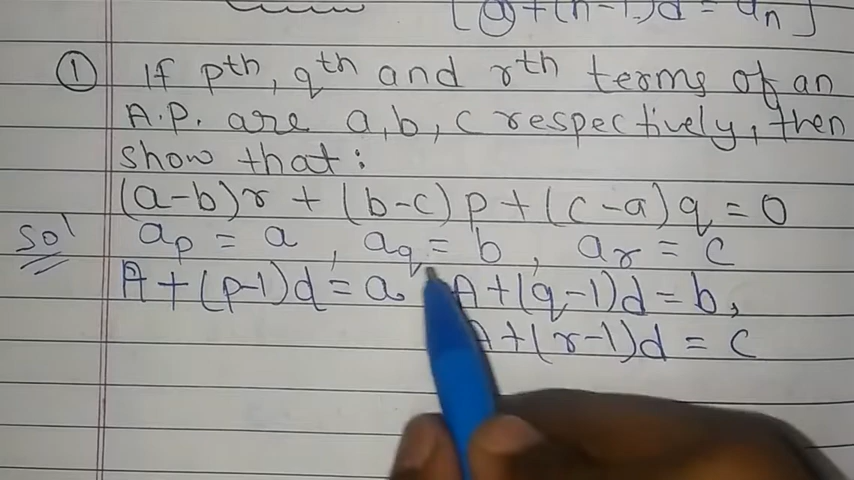 [a+(n-1)d = an]
① If pth, qth and rth terms of an
A.P. are a, b, c respectively, then
show that:
(a-b)r + (b-c) p + (c-a) q = 0
Sol ap = a , aq = b , ar = c
A+(p-1)d = a, A+(q-1)d = b,
A+(r-1)d = c